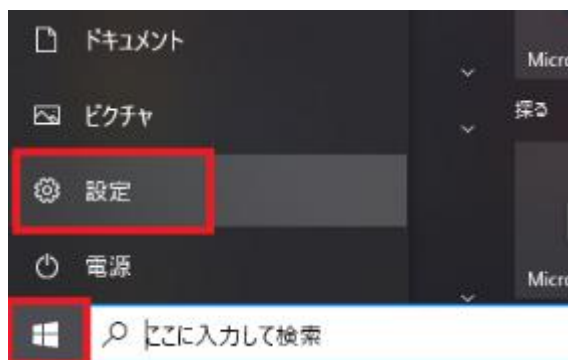 ドキュメント
Micro
ピクチャ
探る
設定
電源
Micro
ここに入力して検索